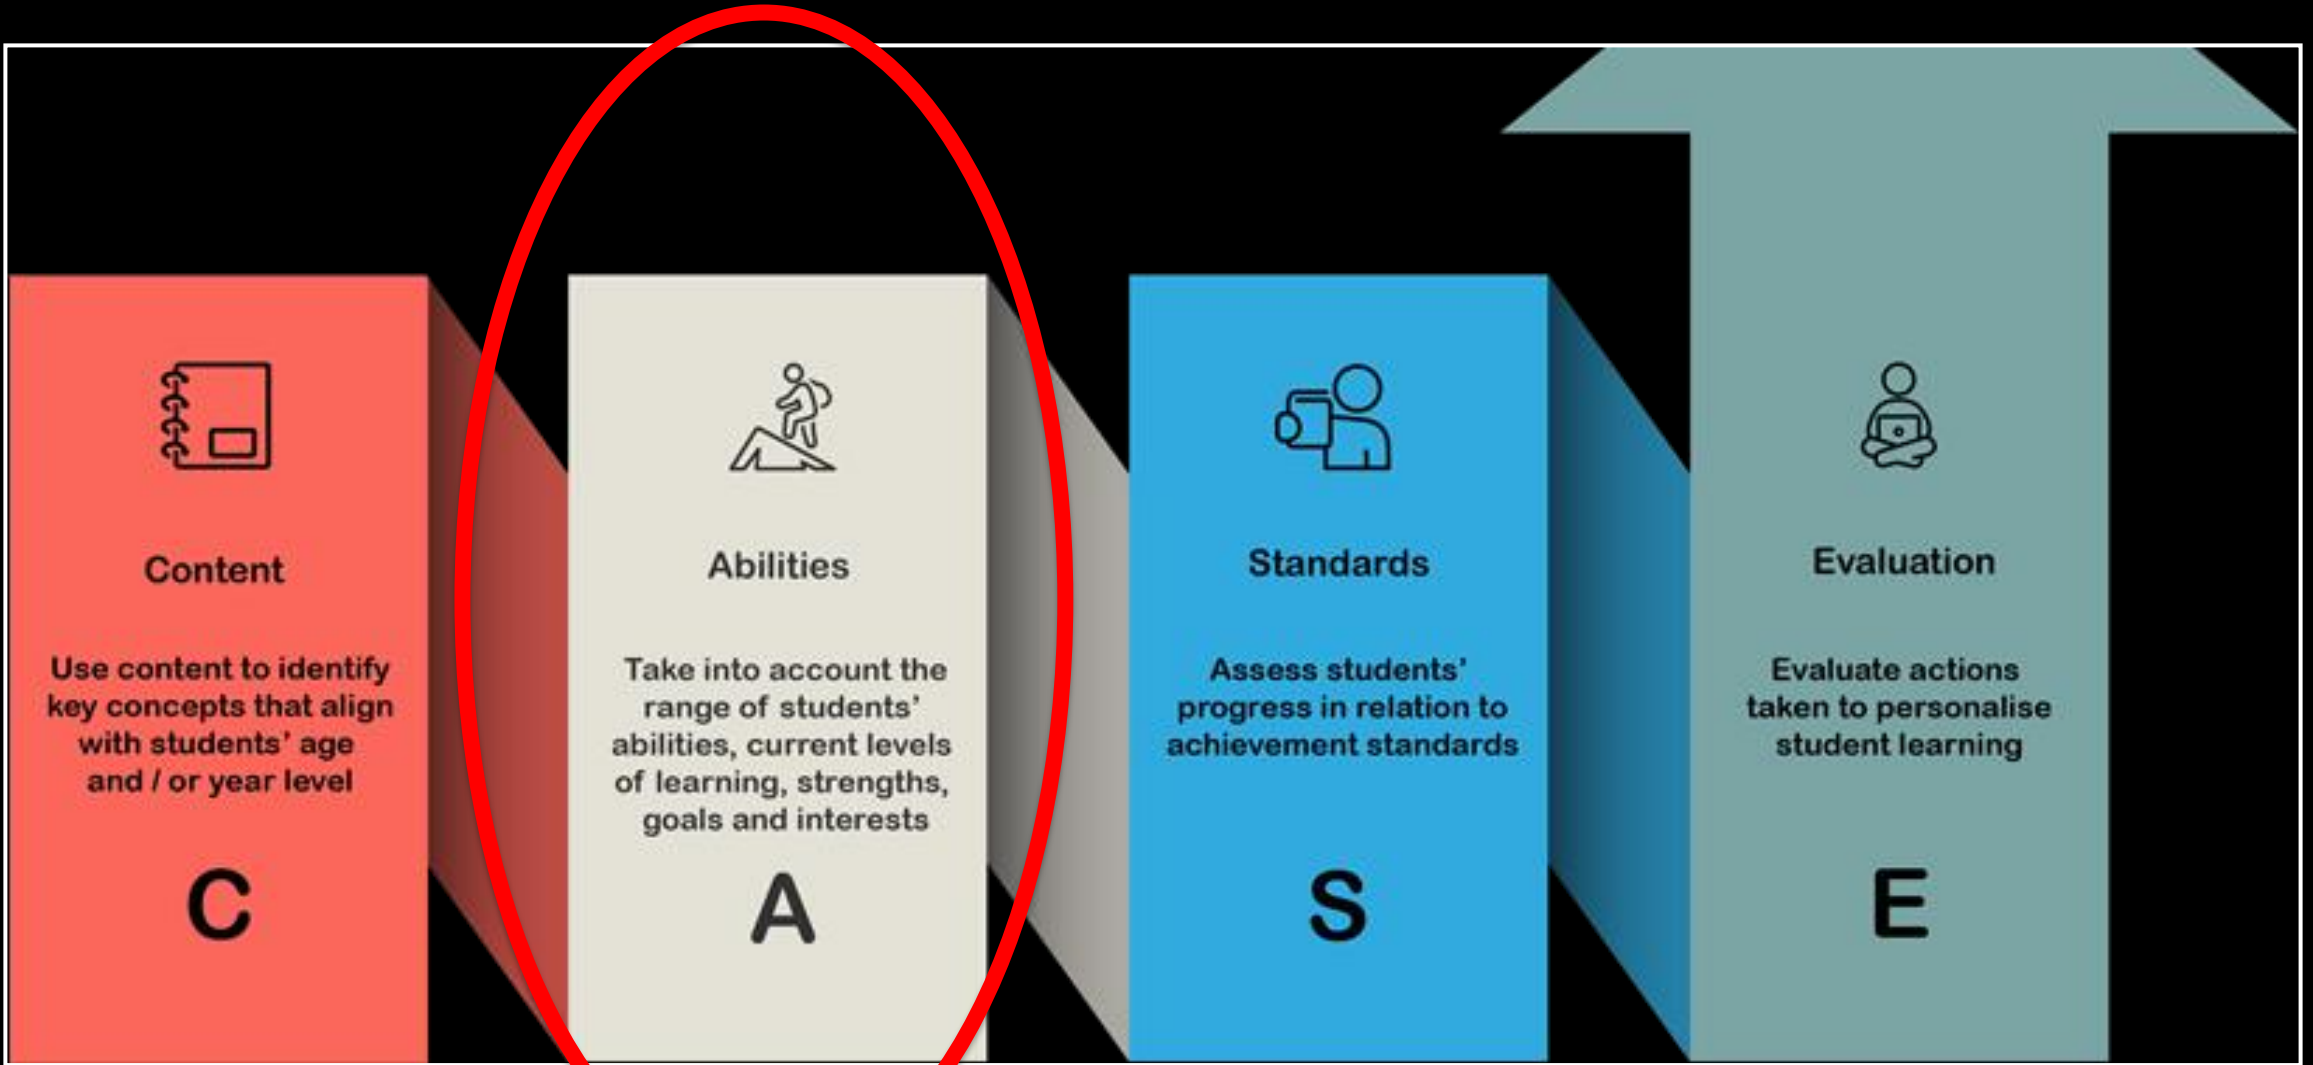 Content
Use content to identify
key concepts that align
with students' age
and / or year level
C
Abilities
Take into account the
range of students'
abilities, current levels
of learning, strengths,
goals and interests
A
Standards
Assess students'
progress in relation to
achievement standards
S
Evaluation
Evaluate actions
taken to personalise
student learning
E